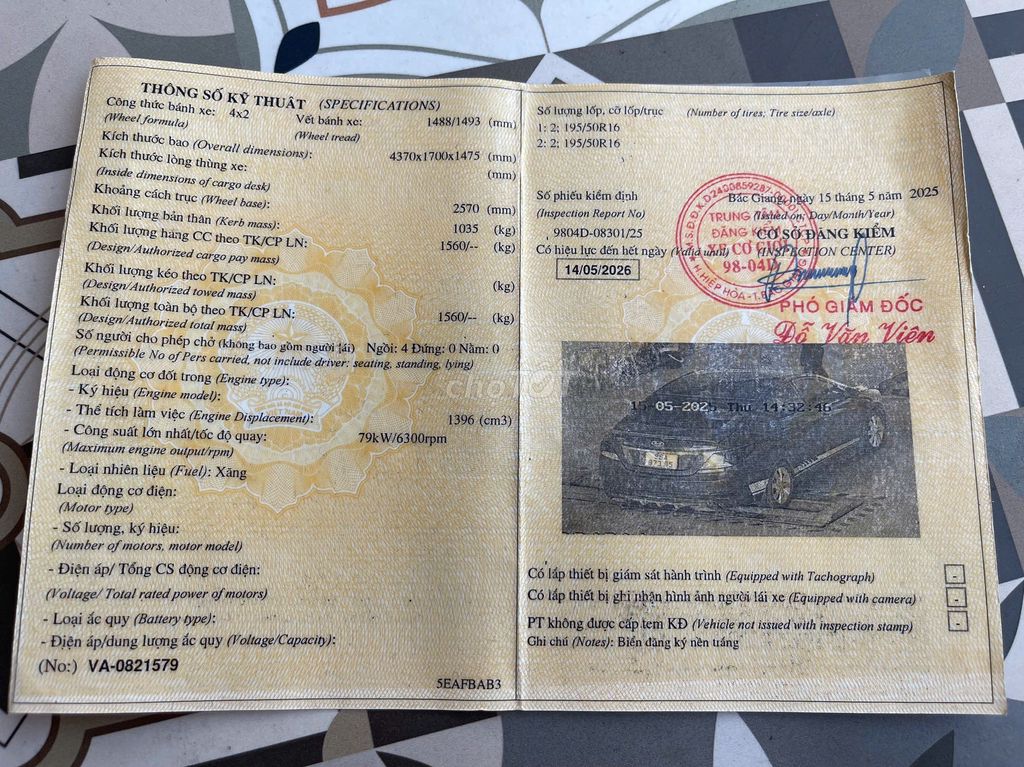 THÔNG SỐ KỸ THUẬT (SPECIFICATIONS)
Công thức bánh xe: 4x2 Vết bánh xe: 1488/1493 (mm)
(Wheel formula) (Wheel tread)
Kích thước bao (Overall dimensions): 4370x1700x1475 (mm)
Kích thước lòng thùng xe: (mm)
(Inside dimensions of cargo desk)
Khoảng cách trục (Wheel base): 2570 (mm)
Khối lượng bản thân (Kerb mass): 1035 (kg)
Khối lượng hàng CC theo TK/CP LN: 1560/-- (kg)
(Design/Authorized cargo pay mass)
Khối lượng kéo theo TK/CP LN: (kg)
(Design/Authorized towed mass)
Khối lượng toàn bộ theo TK/CP LN: 1560/-- (kg)
(Design/Authorized total mass)
Số người cho phép chở (không bao gồm người lái) Ngồi: 4 Đứng: 0 Nằm: 0
(Permissible No of Pers carried, not include driver: seating, standing, lying)
Loại động cơ đốt trong (Engine type):
- Ký hiệu (Engine model):
- Thể tích làm việc (Engine Displacement): 1396 (cm3)
- Công suất lớn nhất/tốc độ quay: 79kW/6300rpm
(Maximum engine output/rpm)
- Loại nhiên liệu (Fuel): Xăng
Loại động cơ điện:
(Motor type)
- Số lượng, ký hiệu:
(Number of motors, motor model)
- Điện áp/ Tổng CS động cơ điện:
(Voltage/ Total rated power of motors)
- Loại ắc quy (Battery type):
- Điện áp/dung lượng ắc quy (Voltage/Capacity):
(No:) VA-0821579
5EAFBAB3
Số lượng lốp, cỡ lốp/trục (Number of tires; Tire size/axle)
1: 2; 195/50R16
2: 2; 195/50R16
Số phiếu kiểm định Bắc Giang, ngày 15 tháng 5 năm 2025
(Inspection Report No) (Issued on: Day/Month/Year)
9804D-08301/25 CƠ SỞ ĐĂNG KIỂM
Có hiệu lực đến hết ngày (Valid until) (INSPECTION CENTER)
14/05/2026
TRUNG TÂM
ĐĂNG KIỂM
XE CƠ GIỚI
98-04D
PHÓ GIÁM ĐỐC
Đỗ Văn Viên
chợTỐT
15-05-2025 Thu 14:32:46
Có lắp thiết bị giám sát hành trình (Equipped with Tachograph) -
Có lắp thiết bị ghi nhận hình ảnh người lái xe (Equipped with camera) -
PT không được cấp tem KĐ (Vehicle not issued with inspection stamp) -
Ghi chú (Notes): Biển đăng ký nền trắng